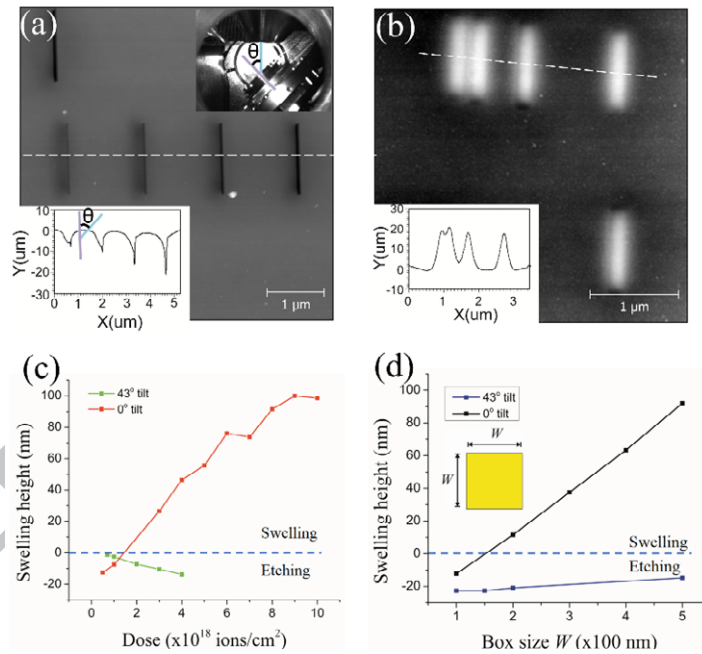 (a)
θ
10
0
-10
-20
-30
Y(um)
θ
0 1 2 3 4 5
X(um)
1 µm
(b)
30
20
10
0
-10
Y(um)
0 1 2 3
X(um)
1 µm
(c)
43° tilt
0° tilt
100
80
60
40
20
0
-20
Swelling height (nm)
Swelling
Etching
0 2 4 6 8 10
Dose (x10¹⁸ ions/cm²)
(d)
43° tilt
0° tilt
W
W
100
80
60
40
20
0
-20
Swelling height (nm)
Swelling
Etching
1 2 3 4 5
Box size W (x100 nm)